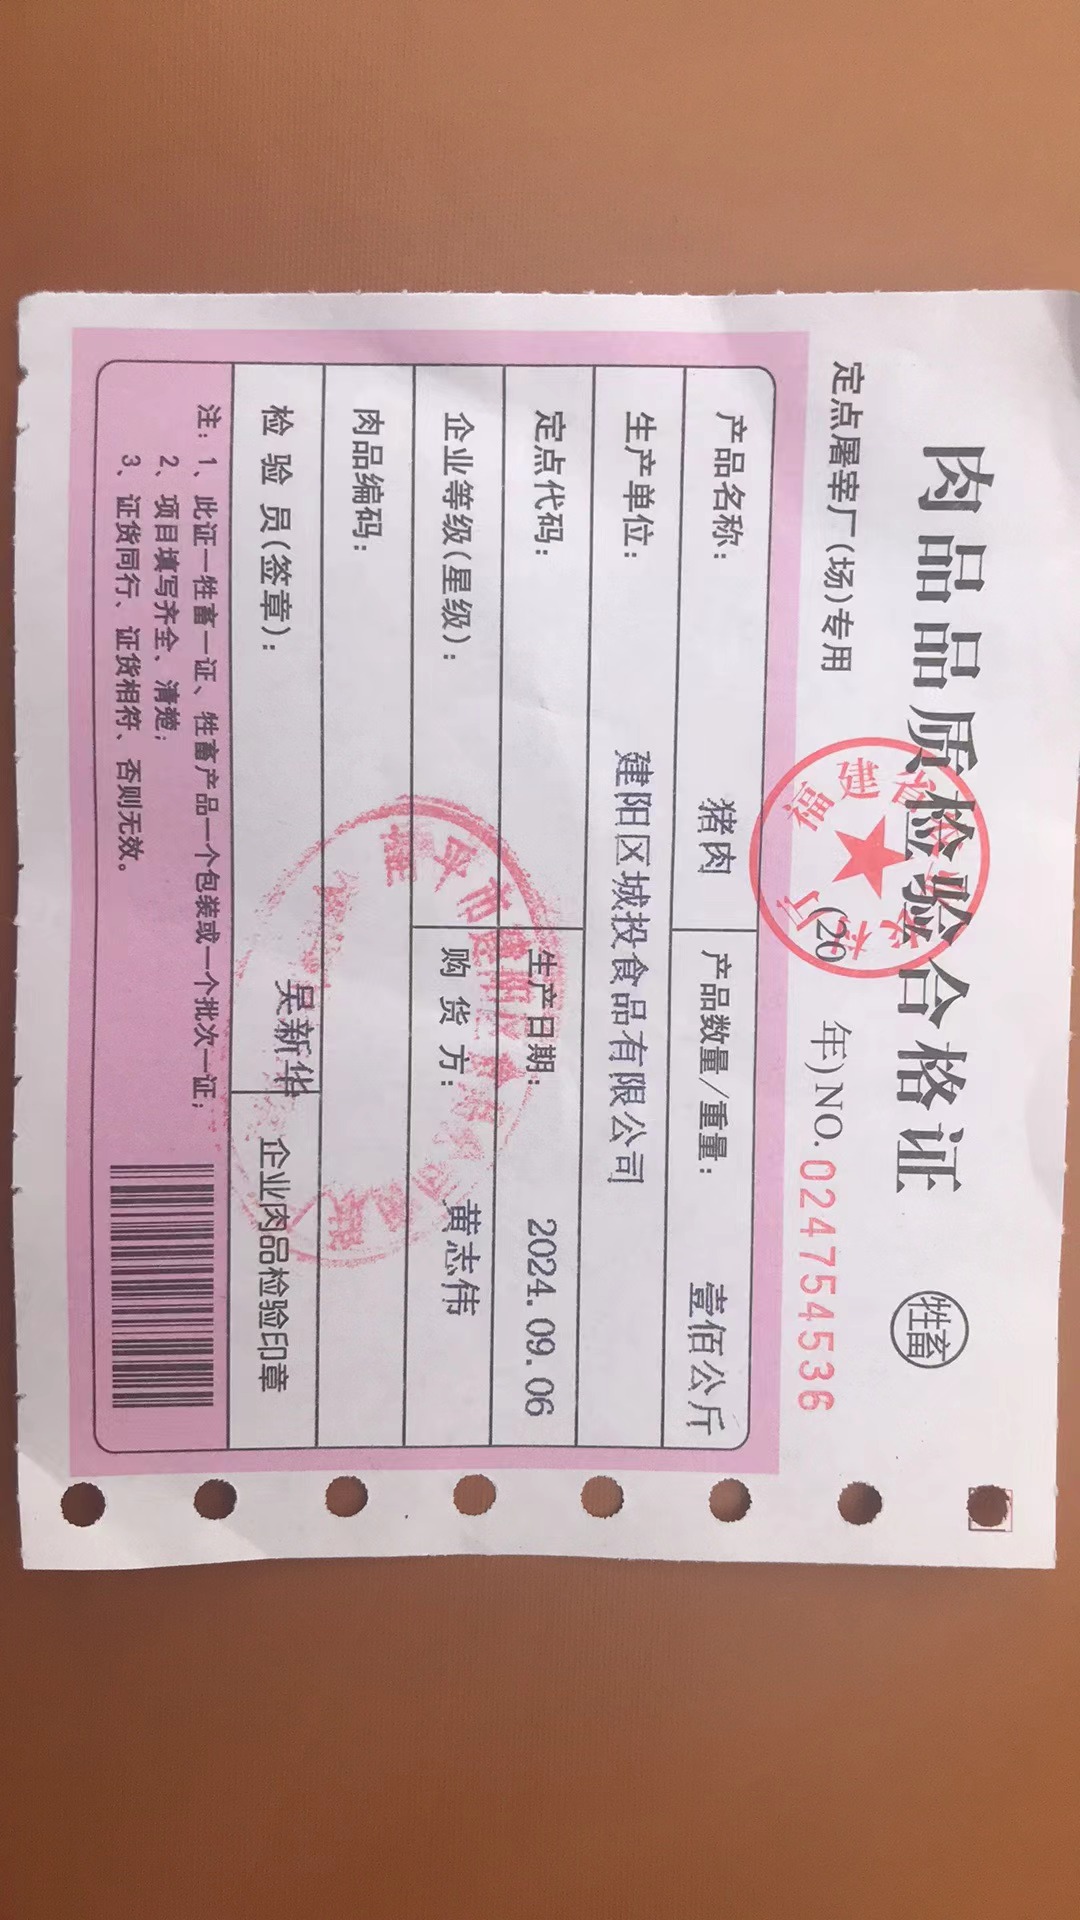 肉品品质检验合格证
牲畜
定点屠宰厂(场)专用
(20 年)NO. 0247545536
福建省
产品名称: 猪肉 产品数量/重量: 壹佰公斤
生产单位: 建阳区城投食品有限公司
定点代码: 生产日期: 2024.09.06
企业等级(星级): 购货方: 黄志伟
肉品编码:
检验员(签章): 吴新华 企业肉品检验印章
注: 1、此证一牲畜一证、牲畜产品一个包装或一个批次一证;
2、项目填写齐全、清楚;
3、证货同行、证货相符、否则无效。